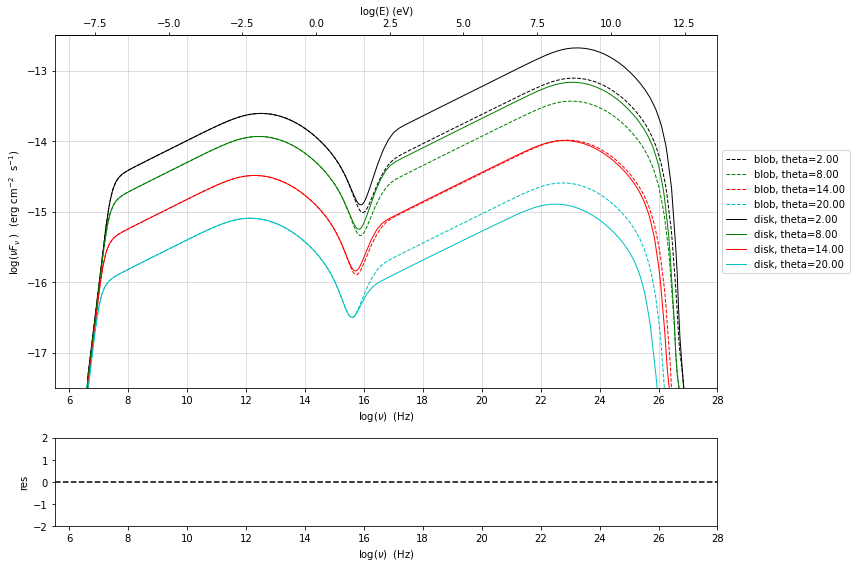 log(E) (eV)
−7.5 −5.0 −2.5 0.0 2.5 5.0 7.5 10.0 12.5
log(νFν ) (erg cm−2 s−1)
−13
−14
−15
−16
−17
6 8 10 12 14 16 18 20 22 24 26 28
log(ν) (Hz)
blob, theta=2.00
blob, theta=8.00
blob, theta=14.00
blob, theta=20.00
disk, theta=2.00
disk, theta=8.00
disk, theta=14.00
disk, theta=20.00
res
2
1
0
−1
−2
6 8 10 12 14 16 18 20 22 24 26 28
log(ν) (Hz)